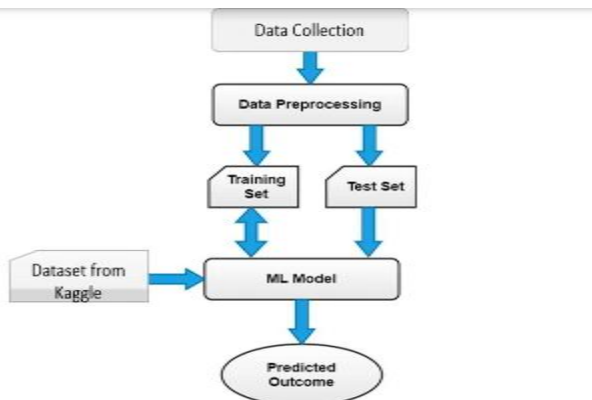 Data Collection
Data Preprocessing
Training
Set
Test Set
Dataset from
Kaggle
ML Model
Predicted
Outcome